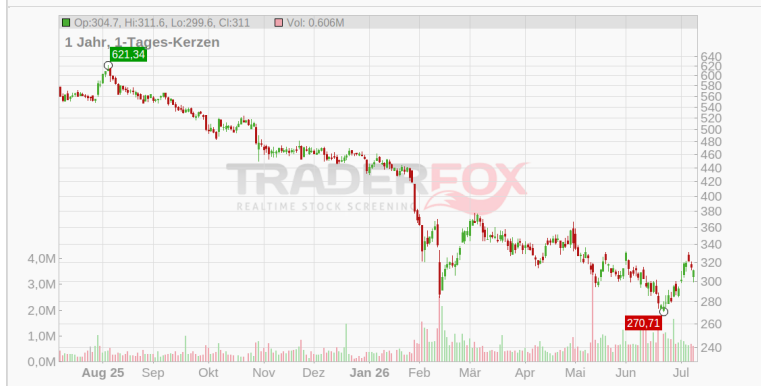 Op:304.7, Hi:311.6, Lo:299.6, Cl:311 Vol: 0.606M
1 Jahr, 1-Tages-Kerzen
621,34
640
620
600
580
560
540
520
500
480
460
440
420
400
380
360
340
320
300
280
260
240
TRADERFOX
REALTIME STOCK SCREENING
4,0M
3,0M
2,0M
1,0M
0,0M
270,71
Aug 25 Sep Okt Nov Dez Jan 26 Feb Mär Apr Mai Jun Jul